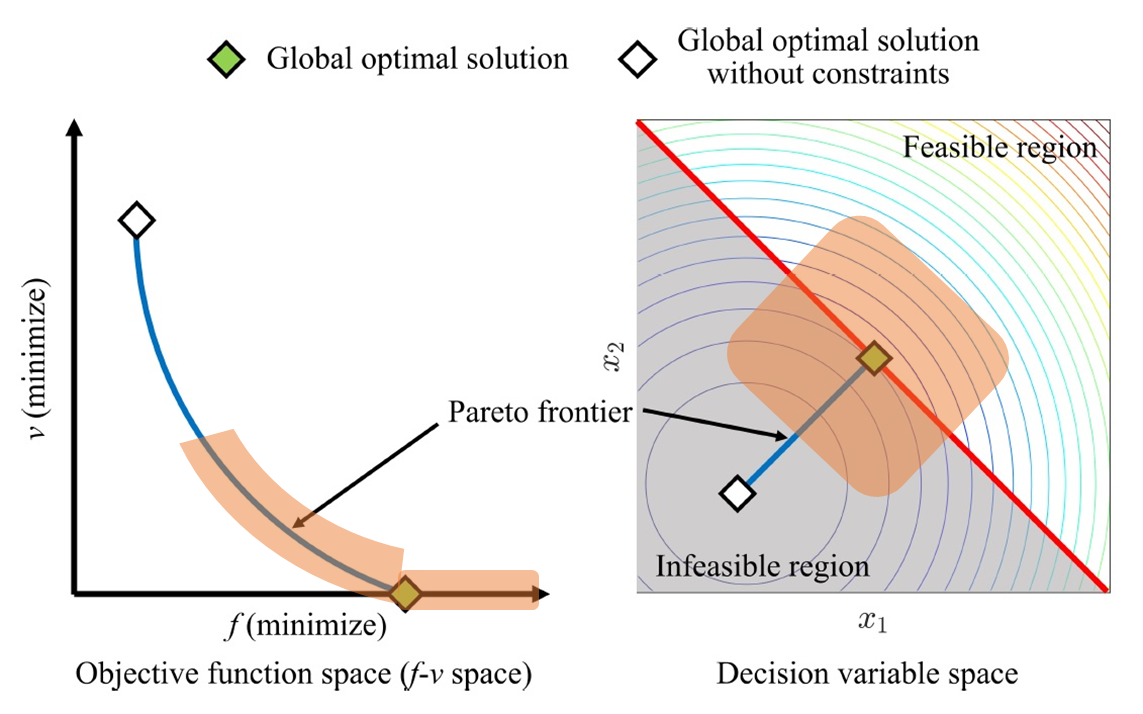 Global optimal solution
Global optimal solution
without constraints
Feasible region
v (minimize)
x₂
Pareto frontier
Infeasible region
f (minimize)
x₁
Objective function space (f-v space)
Decision variable space